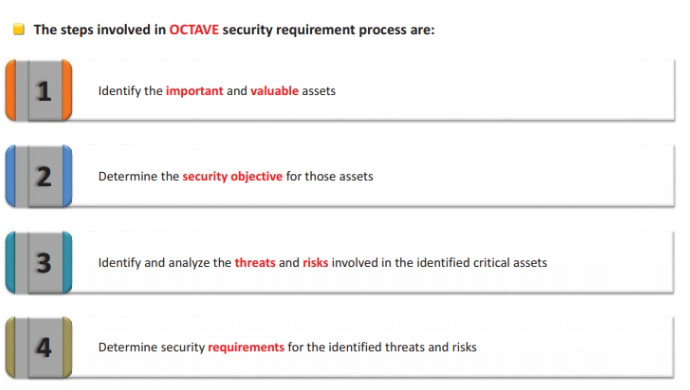 The steps involved in OCTAVE security requirement process are:
1
Identify the important and valuable assets
2
Determine the security objective for those assets
3
Identify and analyze the threats and risks involved in the identified critical assets
4
Determine security requirements for the identified threats and risks